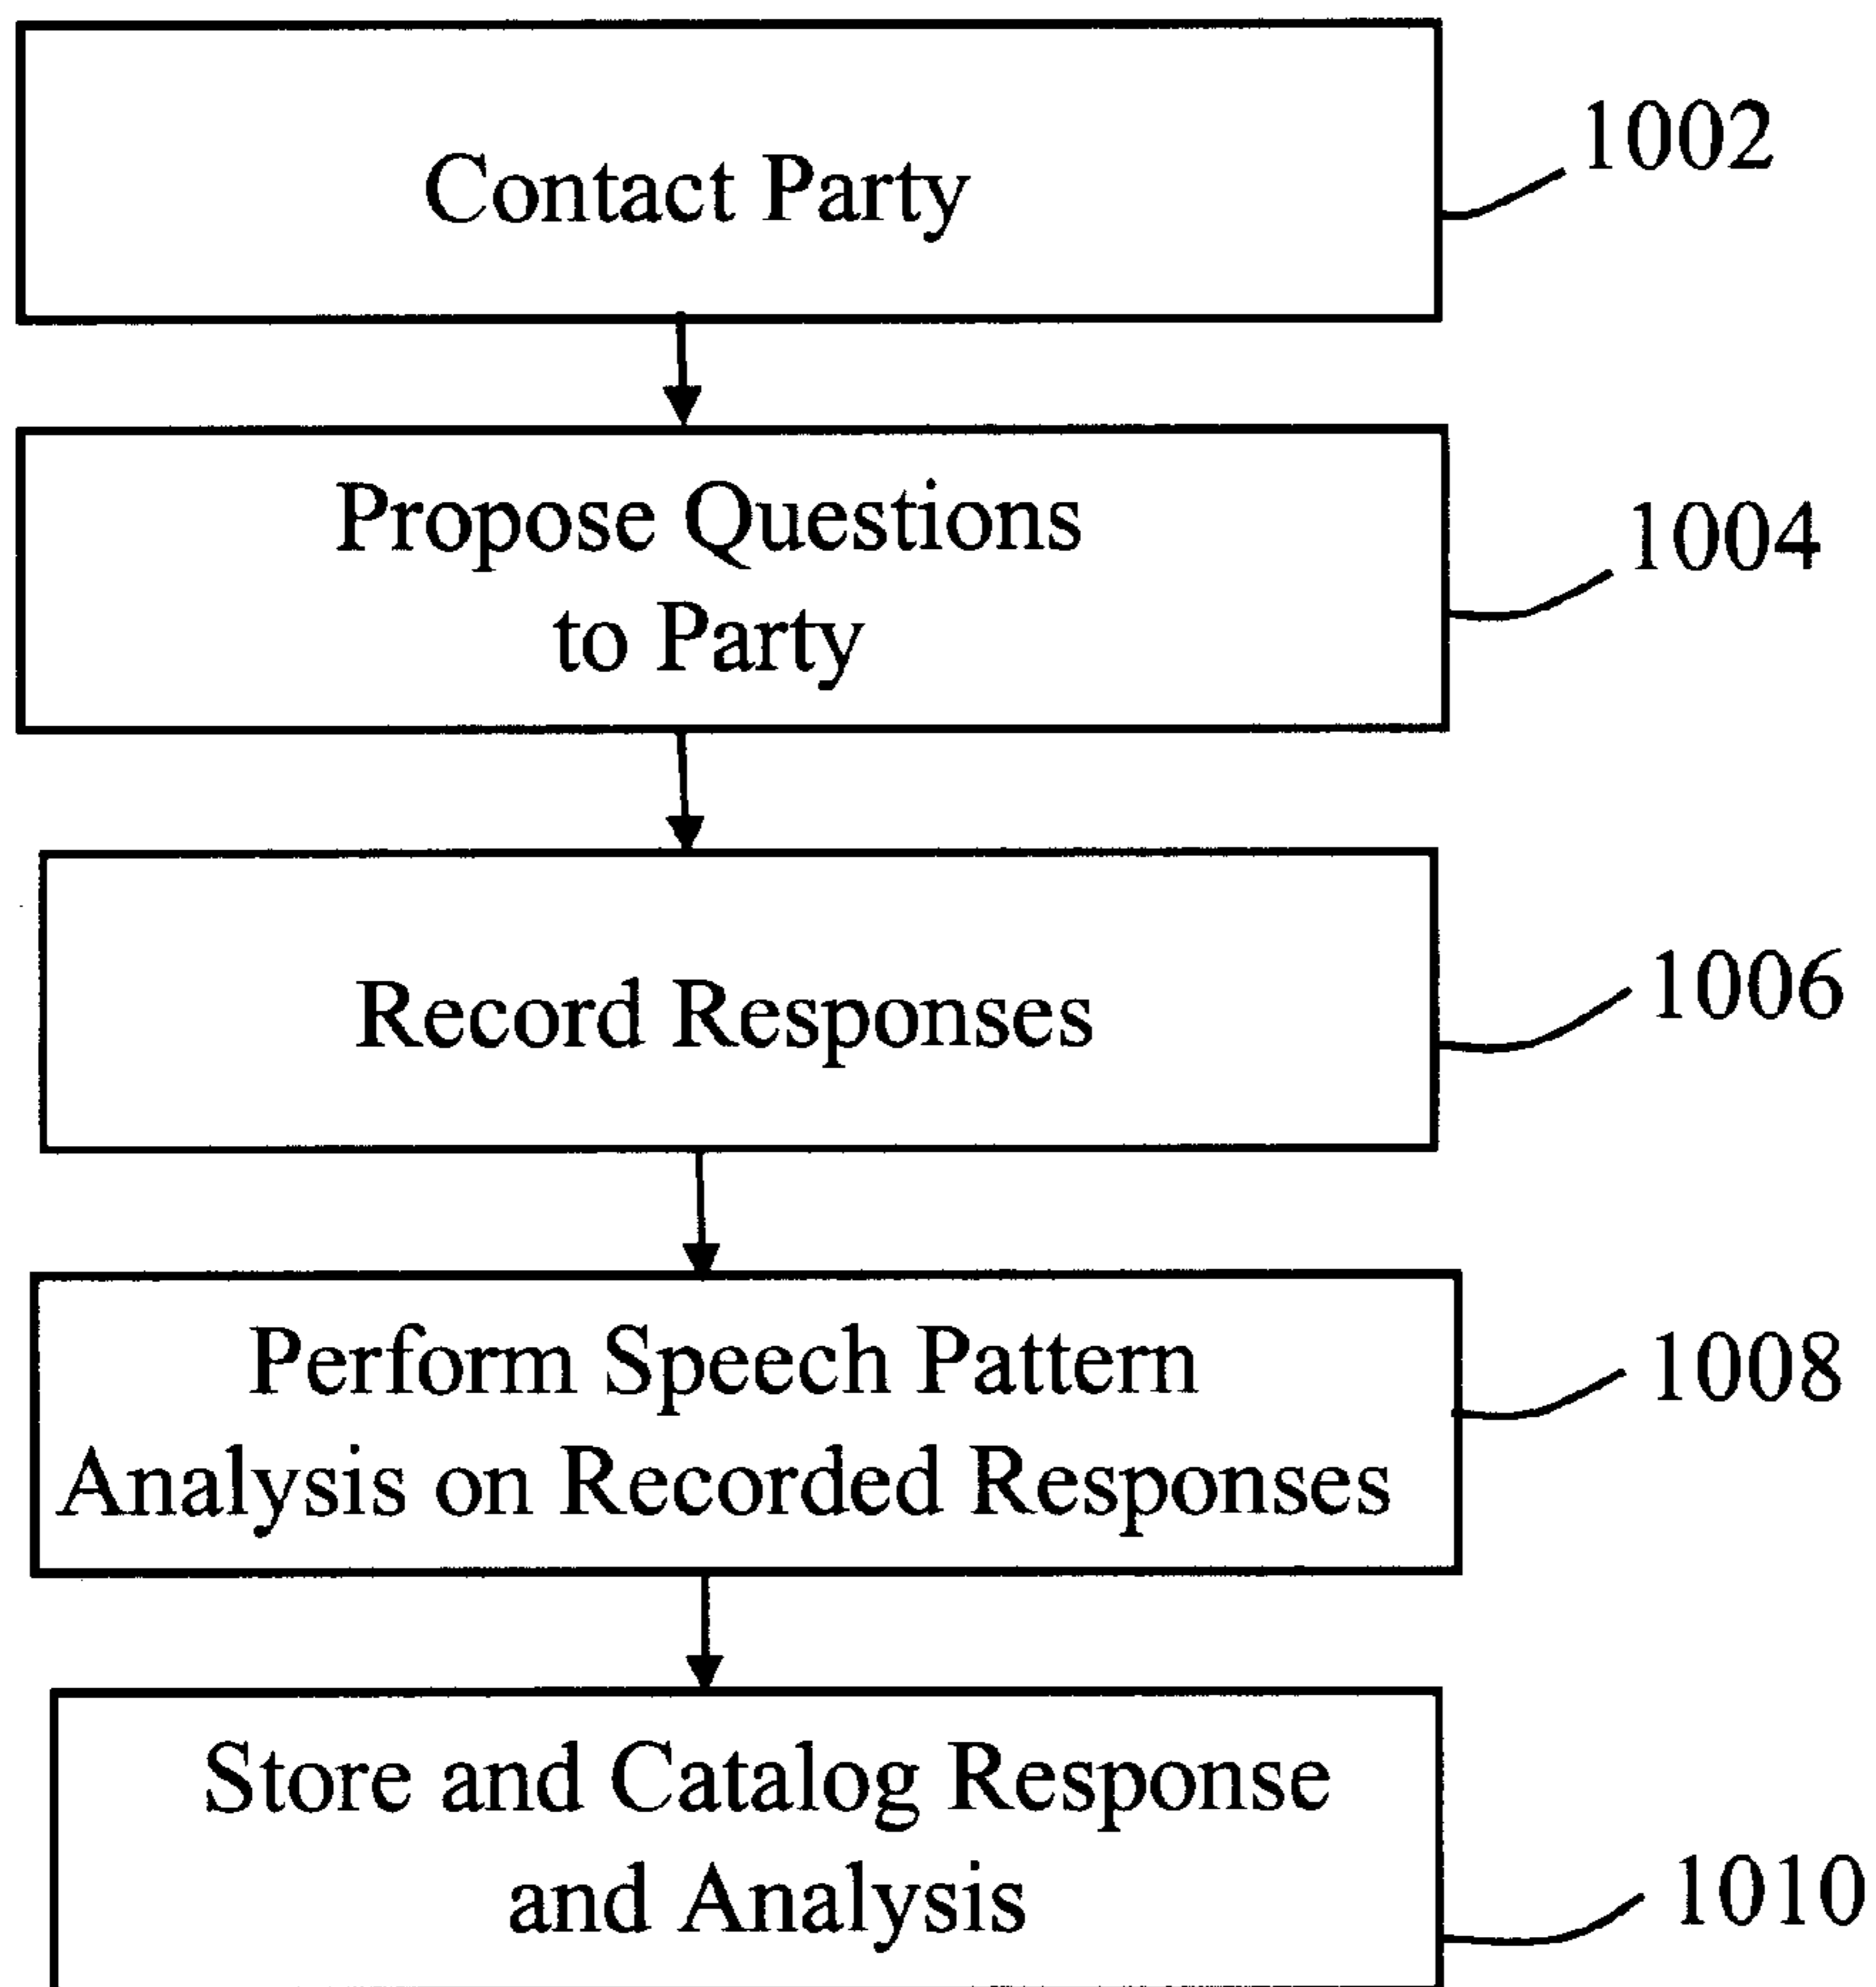 Contact Party
1002
Propose Questions
to Party
1004
Record Responses
1006
Perform Speech Pattern
Analysis on Recorded Responses
1008
Store and Catalog Response
and Analysis
1010